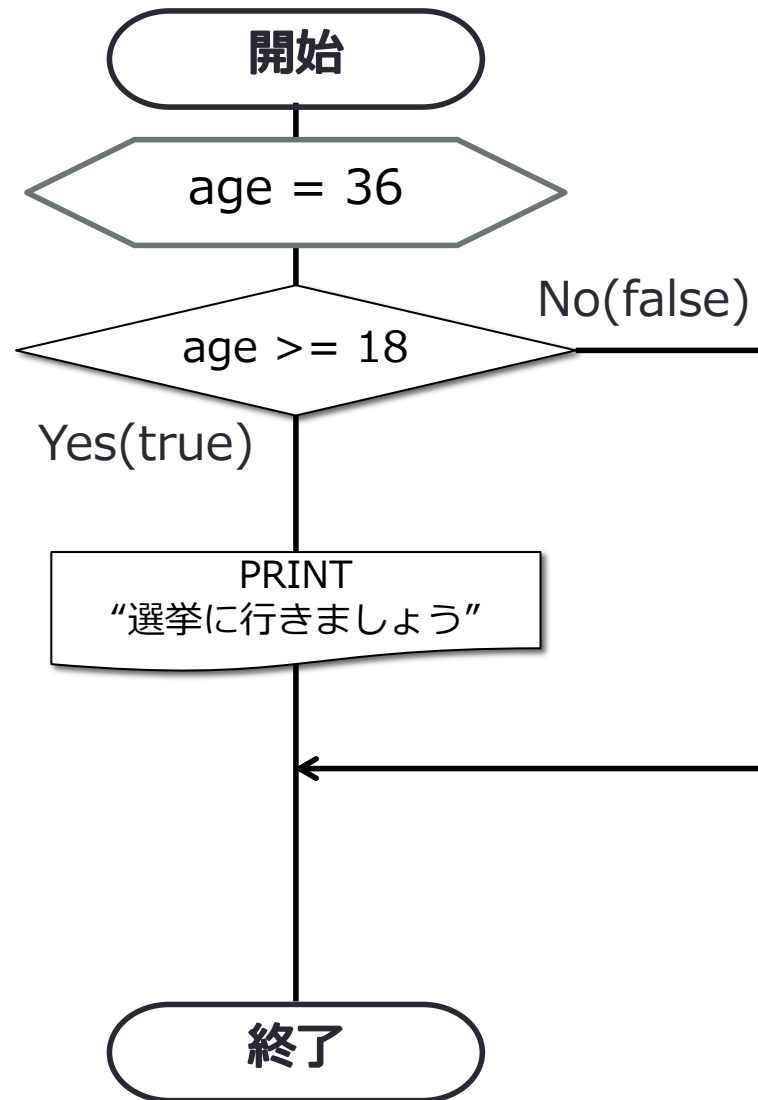 開始
age = 36
No(false)
age >= 18
Yes(true)
PRINT
“選挙に行きましょう”
終了